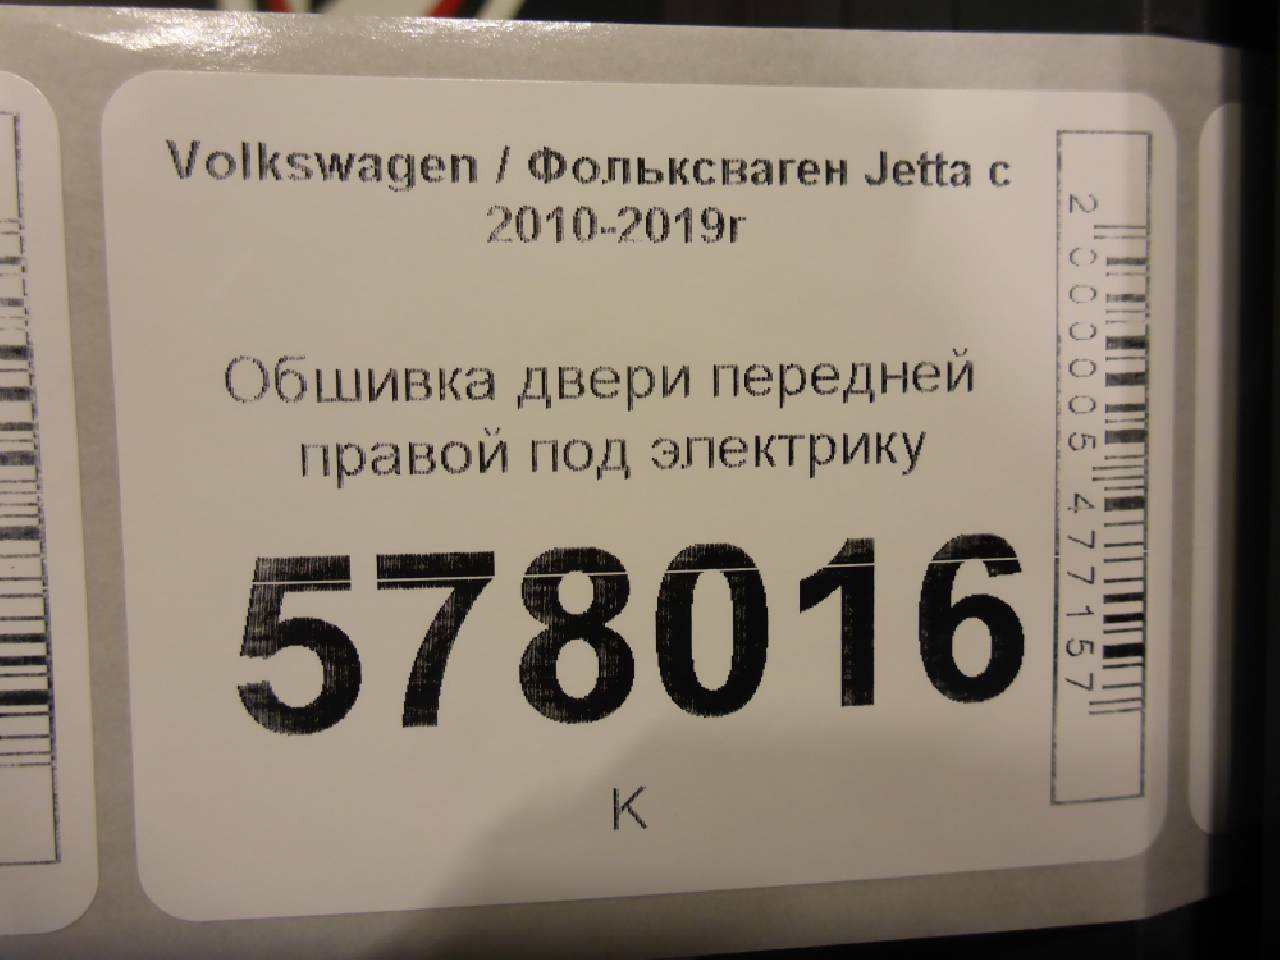 Volkswagen / Фольксваген Jetta с
2010-2019г
Обшивка двери передней
правой под электрику
578016
К
2000005477157